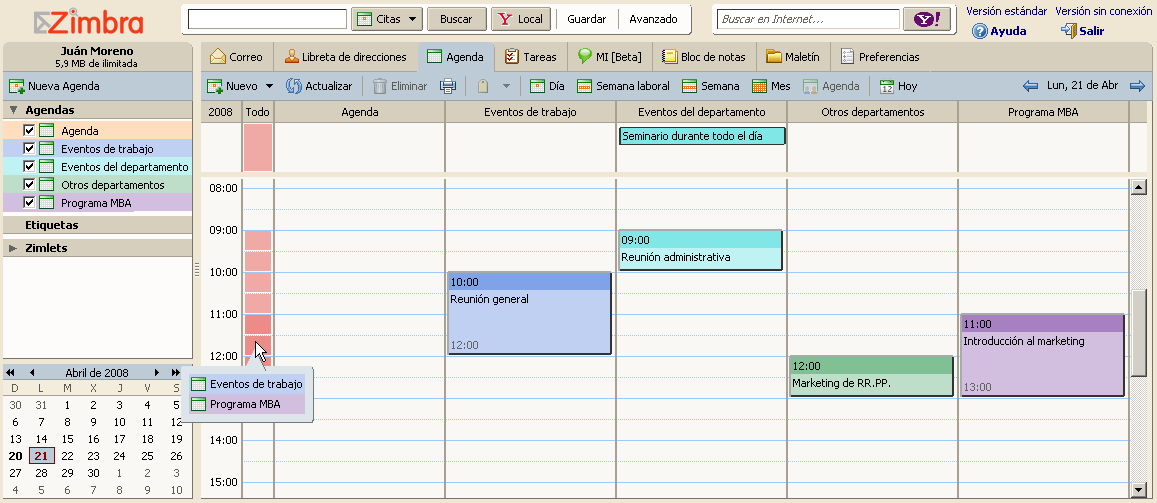 Zimbra
Citas
Buscar
Local
Guardar
Avanzado
Buscar en Internet...
Y!
Versión estándar
Versión sin conexión
Ayuda
Salir
Juán Moreno
5,9 MB de ilimitada
Correo
Libreta de direcciones
Agenda
Tareas
MI [Beta]
Bloc de notas
Maletín
Preferencias
Nueva Agenda
Nuevo
Actualizar
Eliminar
Día
Semana laboral
Semana
Mes
Agenda
12
Hoy
Lun, 21 de Abr
Agendas
Agenda
Eventos de trabajo
Eventos del departamento
Otros departamentos
Programa MBA
Etiquetas
Zimlets
2008
Todo
Agenda
Eventos de trabajo
Eventos del departamento
Otros departamentos
Programa MBA
Seminario durante todo el día
08:00
09:00
09:00
Reunión administrativa
10:00
10:00
Reunión general
12:00
11:00
11:00
Introducción al marketing
13:00
12:00
12:00
Marketing de RR.PP.
Eventos de trabajo
Programa MBA
14:00
15:00
Abril de 2008
D L M X J V S
30 31 1 2 3 4 5
6 7 8 9 10 11 12
13 14 15 16 17 18 19
20 21 22 23 24 25 26
27 28 29 30 1 2 3
4 5 6 7 8 9 10